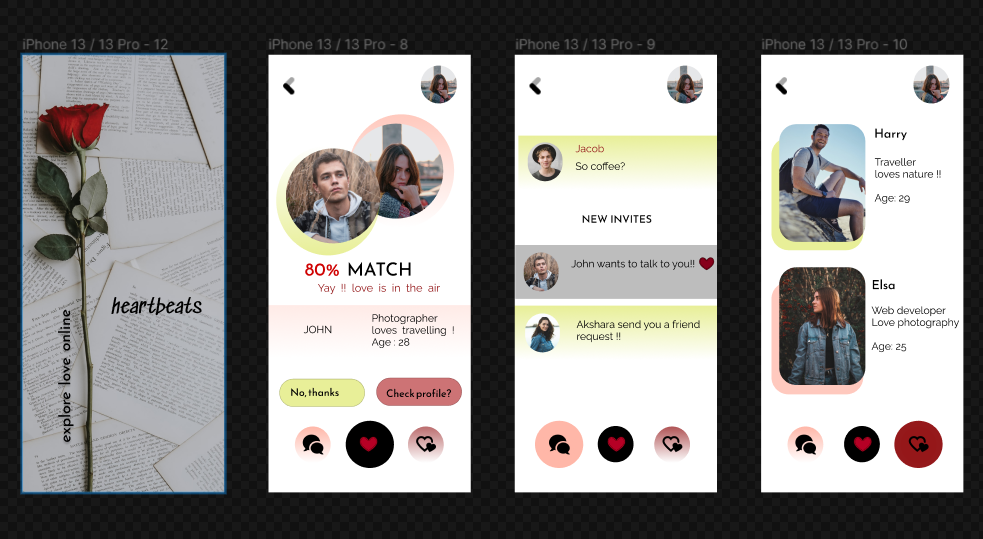 iPhone 13 / 13 Pro - 12
heartbeats
explore love online
iPhone 13 / 13 Pro - 8
80% MATCH
Yay !! love is in the air
JOHN
Photographer
loves travelling !
Age : 28
No, thanks
Check profile?
iPhone 13 / 13 Pro - 9
Jacob
So coffee?
NEW INVITES
John wants to talk to you!!
Akshara send you a friend
request !!
iPhone 13 / 13 Pro - 10
Harry
Traveller
loves nature !!
Age: 29
Elsa
Web developer
Love photography
Age: 25